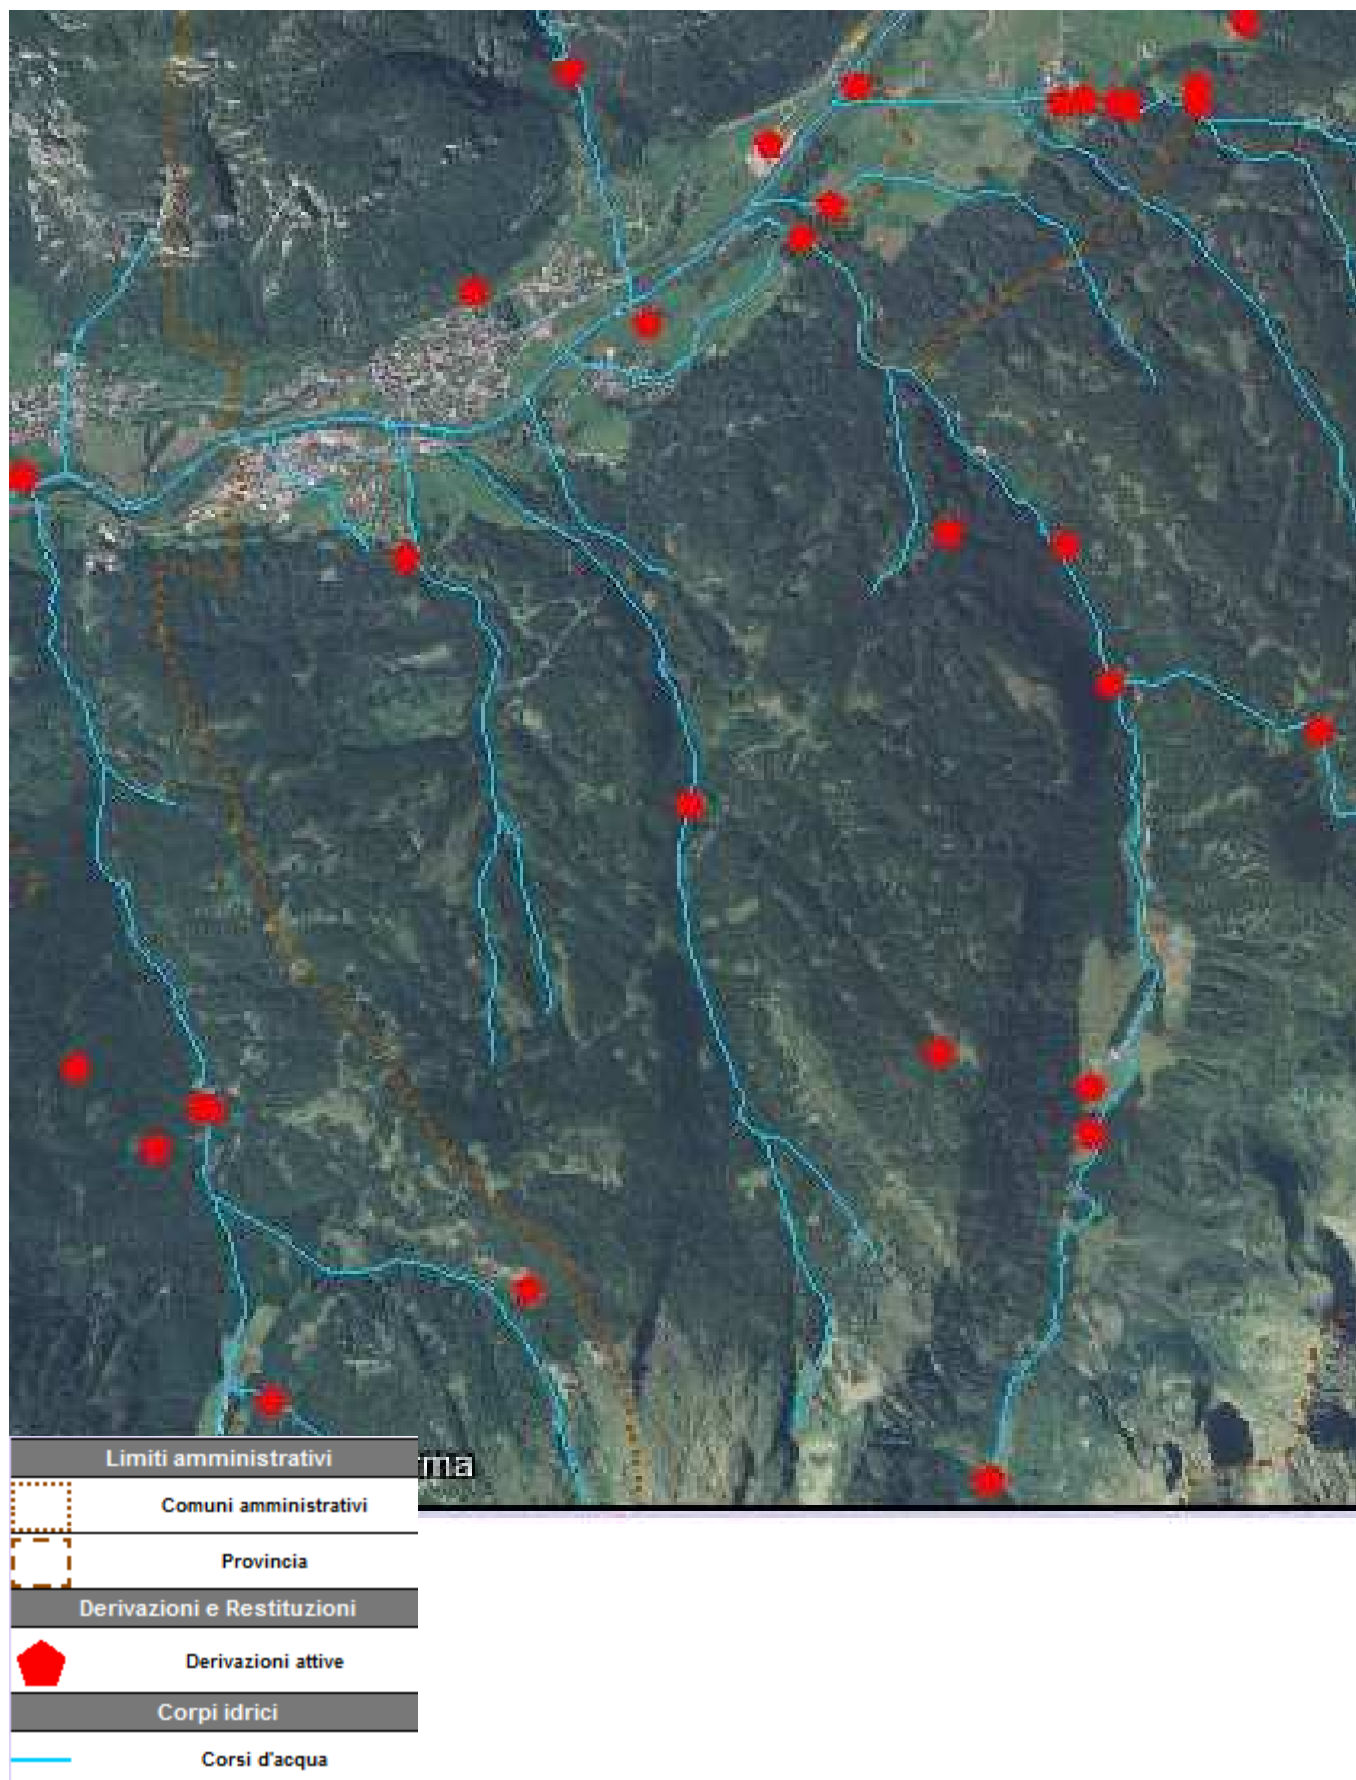 Limiti amministrativi
Comuni amministrativi
Provincia
Derivazioni e Restituzioni
Derivazioni attive
Corpi idrici
Corsi d'acqua